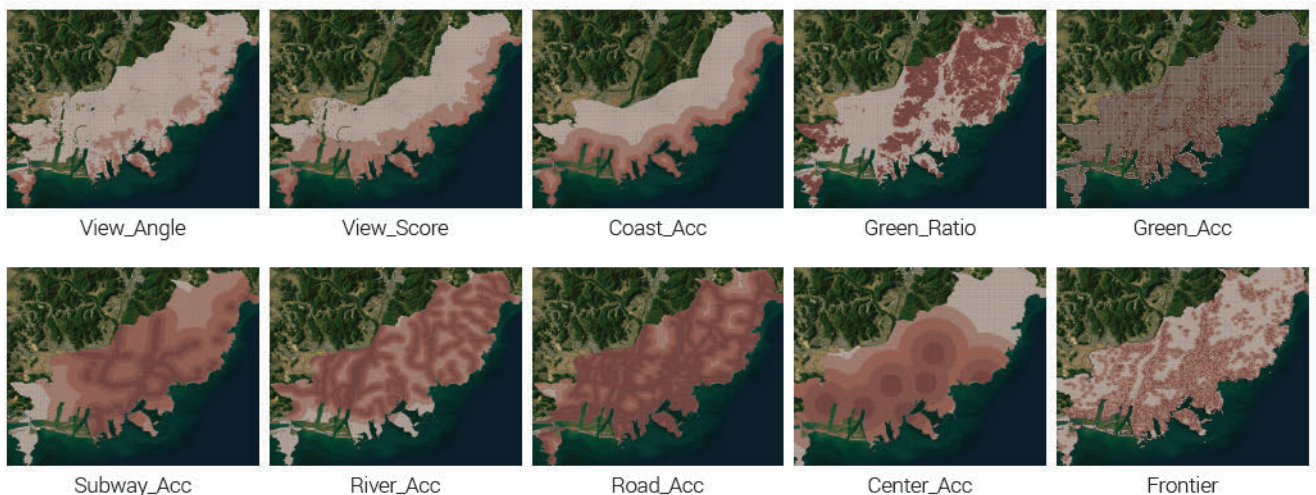 View_Angle
View_Score
Coast_Acc
Green_Ratio
Green_Acc
Subway_Acc
River_Acc
Road_Acc
Center_Acc
Frontier